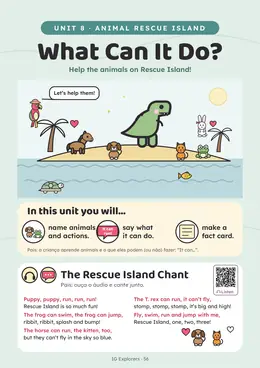 UNIT 8 · ANIMAL RESCUE ISLAND
What Can It Do?
Help the animals on Rescue Island!
Let's help them!
In this unit you will...
name animals and actions.
say what it can do.
make a fact card.
Pais: a criança aprende animais e o que eles podem (ou não) fazer: "It can...".
The Rescue Island Chant
Pais: ouça o áudio e cante junto.
Puppy, puppy, run, run, run!
Rescue Island is so much fun!
The frog can swim, the frog can jump,
ribbit, ribbit, splash and bump!
The horse can run, the kitten, too,
but they can't fly in the sky so blue.
The T. rex can run, it can't fly,
stomp, stomp, stomp, it's big and high!
Fly, swim, run and jump with me,
Rescue Island, one, two, three!
IG Explorers · 56